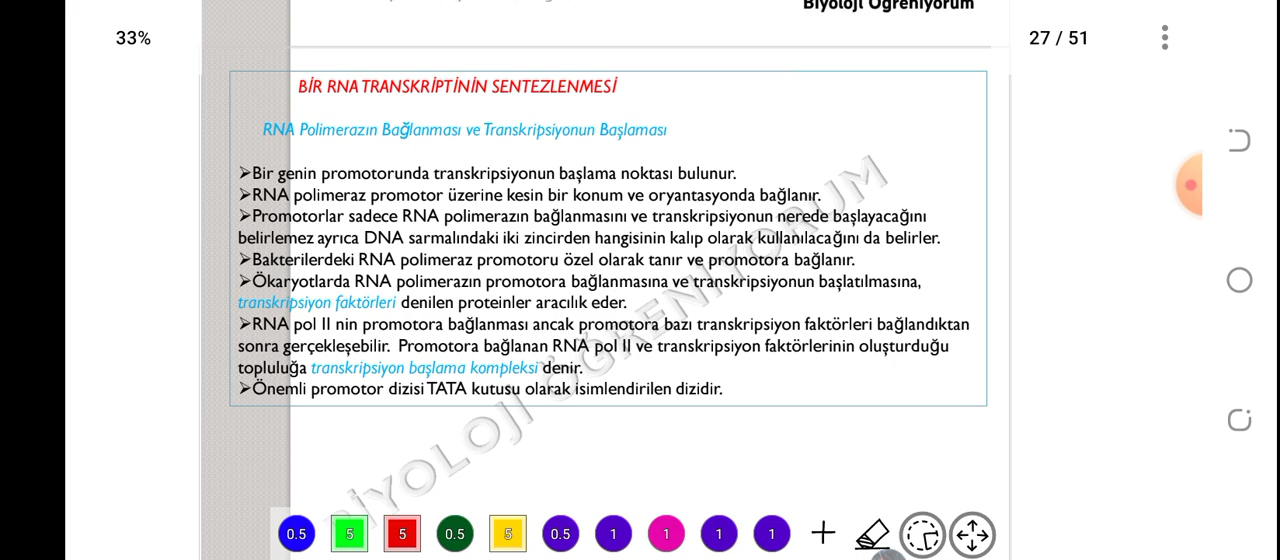 Biyoloji Öğreniyorum
33%
27 / 51
BİR RNA TRANSKRİPTİNİN SENTEZLENMESİ
RNA Polimerazın Bağlanması ve Transkripsiyonun Başlaması
➢Bir genin promotorunda transkripsiyonun başlama noktası bulunur.
➢RNA polimeraz promotor üzerine kesin bir konum ve oryantasyonda bağlanır.
➢Promotorlar sadece RNA polimerazın bağlanmasını ve transkripsiyonun nerede başlayacağını
belirlemez ayrıca DNA sarmalındaki iki zincirden hangisinin kalıp olarak kullanılacağını da belirler.
➢Bakterilerdeki RNA polimeraz promotoru özel olarak tanır ve promotora bağlanır.
➢Ökaryotlarda RNA polimerazın promotora bağlanmasına ve transkripsiyonun başlatılmasına,
transkripsiyon faktörleri denilen proteinler aracılık eder.
➢RNA pol II nin promotora bağlanması ancak promotora bazı transkripsiyon faktörleri bağlandıktan
sonra gerçekleşebilir. Promotora bağlanan RNA pol II ve transkripsiyon faktörlerinin oluşturduğu
topluluğa transkripsiyon başlama kompleksi denir.
➢Önemli promotor dizisi TATA kutusu olarak isimlendirilen dizidir.
BİYOLOJİ ÖĞRENİYORUM
0.5 5 5 0.5 5 0.5 1 1 1 1